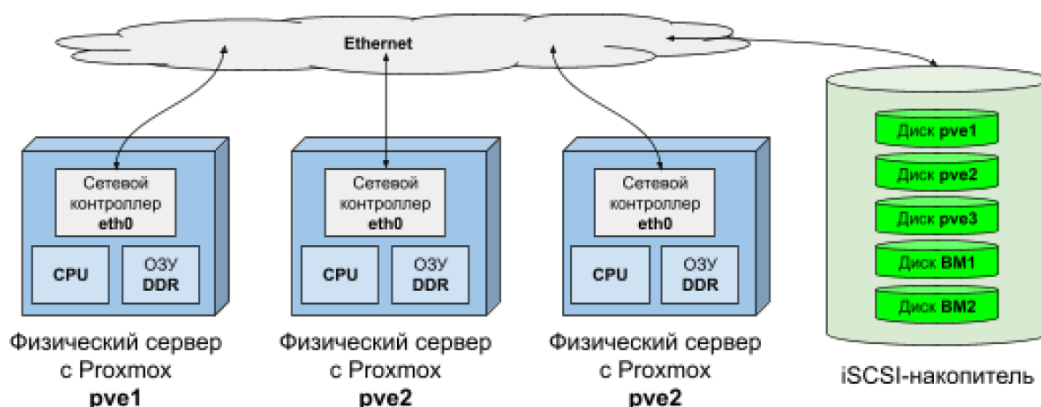 Ethernet
Сетевой
контроллер
eth0
CPU
ОЗУ
DDR
Физический сервер
с Proxmox
pve1
Сетевой
контроллер
eth0
CPU
ОЗУ
DDR
Физический сервер
с Proxmox
pve2
Сетевой
контроллер
eth0
CPU
ОЗУ
DDR
Физический сервер
с Proxmox
pve2
Диск pve1
Диск pve2
Диск pve3
Диск ВМ1
Диск ВМ2
iSCSI-накопитель